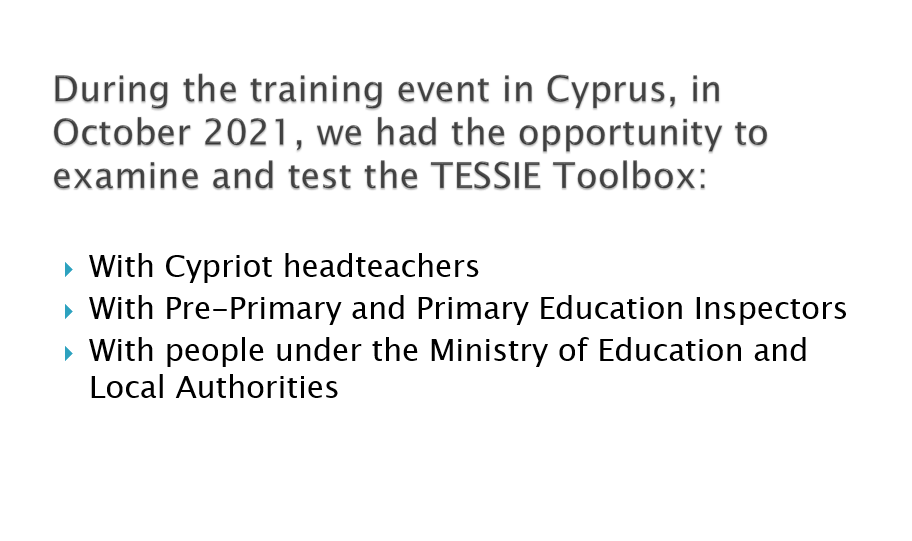 During the training event in Cyprus, in
October 2021, we had the opportunity to
examine and test the TESSIE Toolbox:
With Cypriot headteachers
With Pre-Primary and Primary Education Inspectors
With people under the Ministry of Education and
Local Authorities